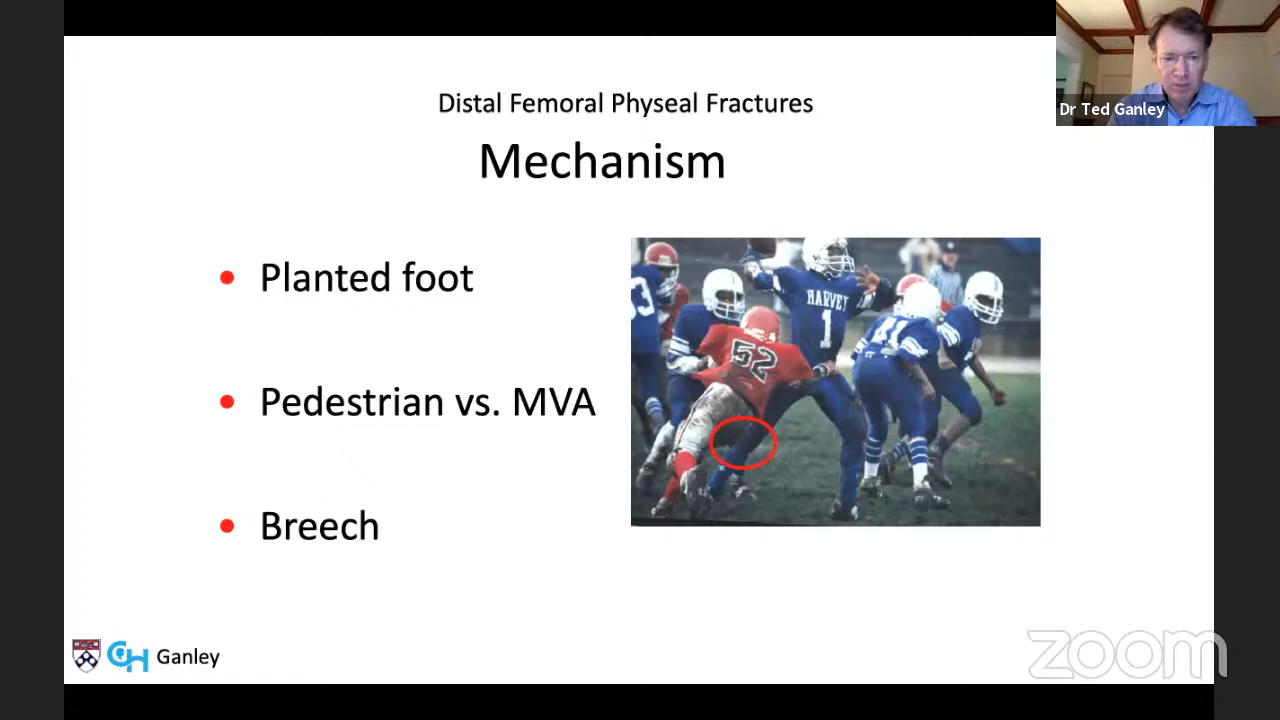 Dr Ted Ganley
Distal Femoral Physeal Fractures
Mechanism
Planted foot
Pedestrian vs. MVA
Breech
HARVEY
1
52
Ganley
zoom